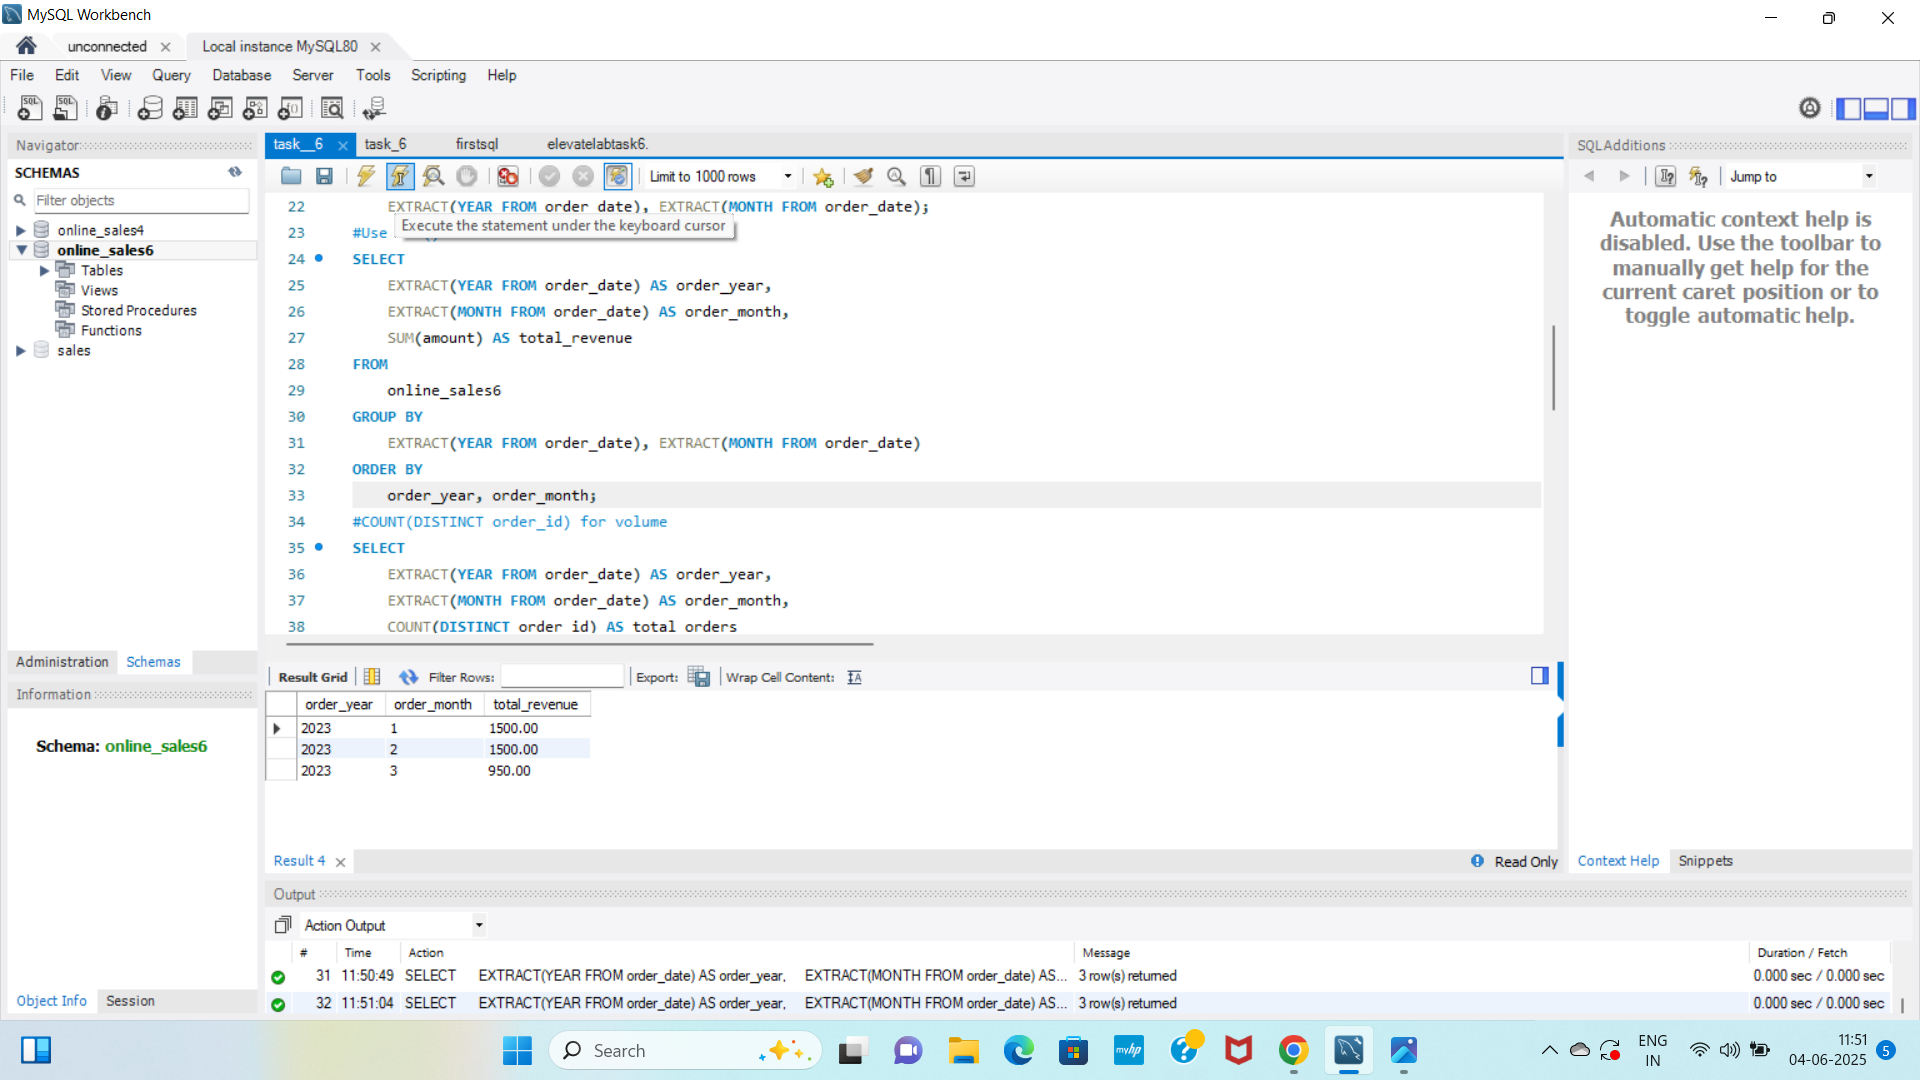 MySQL Workbench
unconnected
Local instance MySQL80
File Edit View Query Database Server Tools Scripting Help
Navigator
SCHEMAS
Filter objects
online_sales4
online_sales6
Tables
Views
Stored Procedures
Functions
sales
Administration Schemas
Information
Schema: online_sales6
Object Info Session
task__6 task_6 firstsql elevatelabtask6.
Limit to 1000 rows
22 EXTRACT(YEAR FROM order_date), EXTRACT(MONTH FROM order_date);
Execute the statement under the keyboard cursor
23 #Use
24 SELECT
25 EXTRACT(YEAR FROM order_date) AS order_year,
26 EXTRACT(MONTH FROM order_date) AS order_month,
27 SUM(amount) AS total_revenue
28 FROM
29 online_sales6
30 GROUP BY
31 EXTRACT(YEAR FROM order_date), EXTRACT(MONTH FROM order_date)
32 ORDER BY
33 order_year, order_month;
34 #COUNT(DISTINCT order_id) for volume
35 SELECT
36 EXTRACT(YEAR FROM order_date) AS order_year,
37 EXTRACT(MONTH FROM order_date) AS order_month,
38 COUNT(DISTINCT order_id) AS total_orders
Result Grid Filter Rows: Export: Wrap Cell Content:
order_year order_month total_revenue
2023 1 1500.00
2023 2 1500.00
2023 3 950.00
Result 4
Read Only
SQLAdditions
Jump to
Automatic context help is
disabled. Use the toolbar to
manually get help for the
current caret position or to
toggle automatic help.
Context Help Snippets
Output
Action Output
# Time Action Message Duration / Fetch
31 11:50:49 SELECT EXTRACT(YEAR FROM order_date) AS order_year, EXTRACT(MONTH FROM order_date) AS... 3 row(s) returned 0.000 sec / 0.000 sec
32 11:51:04 SELECT EXTRACT(YEAR FROM order_date) AS order_year, EXTRACT(MONTH FROM order_date) AS... 3 row(s) returned 0.000 sec / 0.000 sec
Search
myhp
ENG
IN
11:51
04-06-2025
5